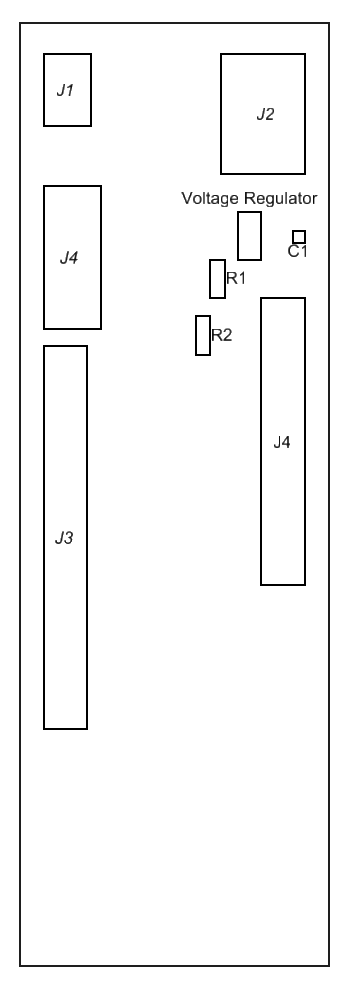 J1
J2
Voltage Regulator
J4
C1
R1
R2
J4
J3